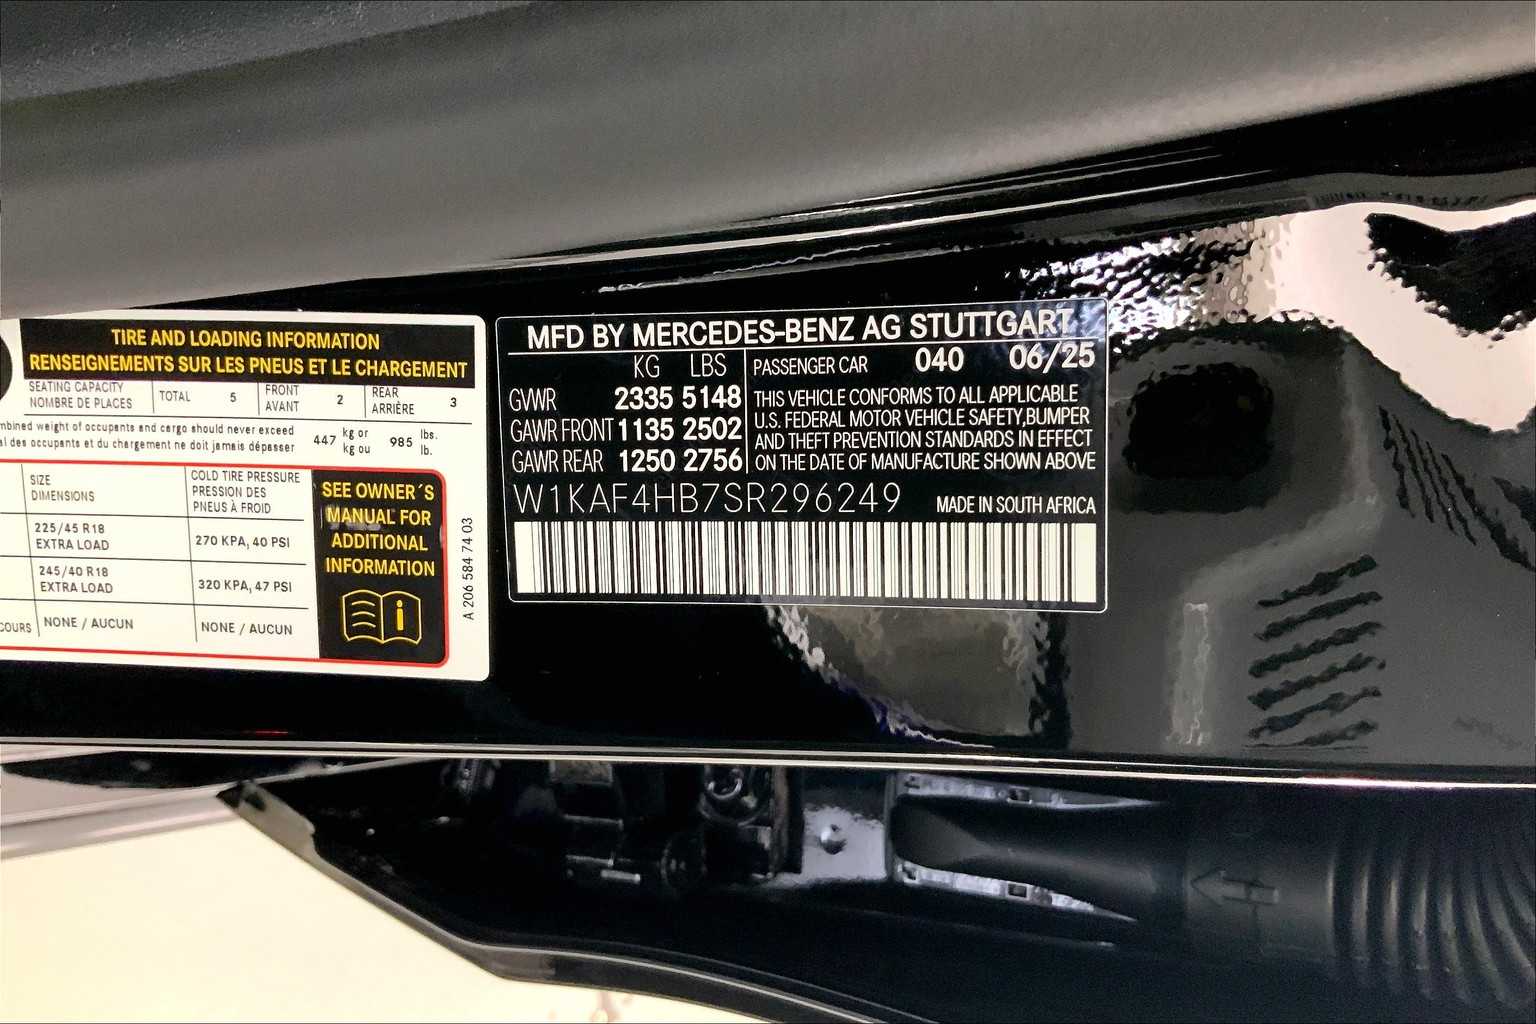 TIRE AND LOADING INFORMATION
RENSEIGNEMENTS SUR LES PNEUS ET LE CHARGEMENT
SEATING CAPACITY
NOMBRE DE PLACES
TOTAL 5
FRONT
AVANT
2
REAR
ARRIÈRE
3
weight of occupants and cargo should never exceed
des occupants et du chargement ne doit jamais dépasser
447 kg or
kg ou
985 lbs.
lb.
SIZE
DIMENSIONS
COLD TIRE PRESSURE
PRESSION DES
PNEUS À FROID
225/45 R18
EXTRA LOAD
270 KPA, 40 PSI
245/40 R18
EXTRA LOAD
320 KPA, 47 PSI
NONE / AUCUN
NONE / AUCUN
SEE OWNER´S
MANUAL FOR
ADDITIONAL
INFORMATION
A 206 584 74 03
MFD BY MERCEDES-BENZ AG STUTTGART
KG LBS
GVWR 2335 5148
GAWR FRONT 1135 2502
GAWR REAR 1250 2756
PASSENGER CAR 040 06/25
THIS VEHICLE CONFORMS TO ALL APPLICABLE
U.S. FEDERAL MOTOR VEHICLE SAFETY,BUMPER
AND THEFT PREVENTION STANDARDS IN EFFECT
ON THE DATE OF MANUFACTURE SHOWN ABOVE
W1KAF4HB7SR296249 MADE IN SOUTH AFRICA